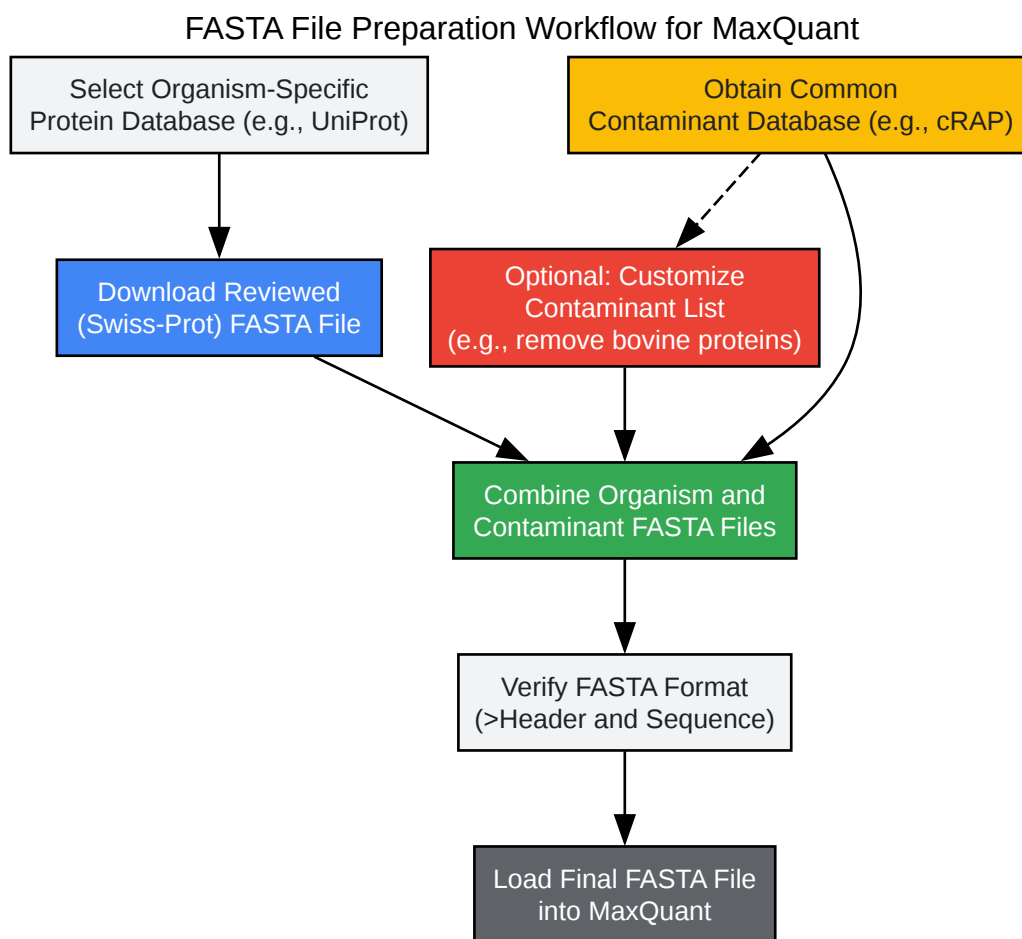 FASTA File Preparation Workflow for MaxQuant
Select Organism-Specific
Protein Database (e.g., UniProt)
Obtain Common
Contaminant Database (e.g., cRAP)
Download Reviewed
(Swiss-Prot) FASTA File
Optional: Customize
Contaminant List
(e.g., remove bovine proteins)
Combine Organism and
Contaminant FASTA Files
Verify FASTA Format
(>Header and Sequence)
Load Final FASTA File
into MaxQuant